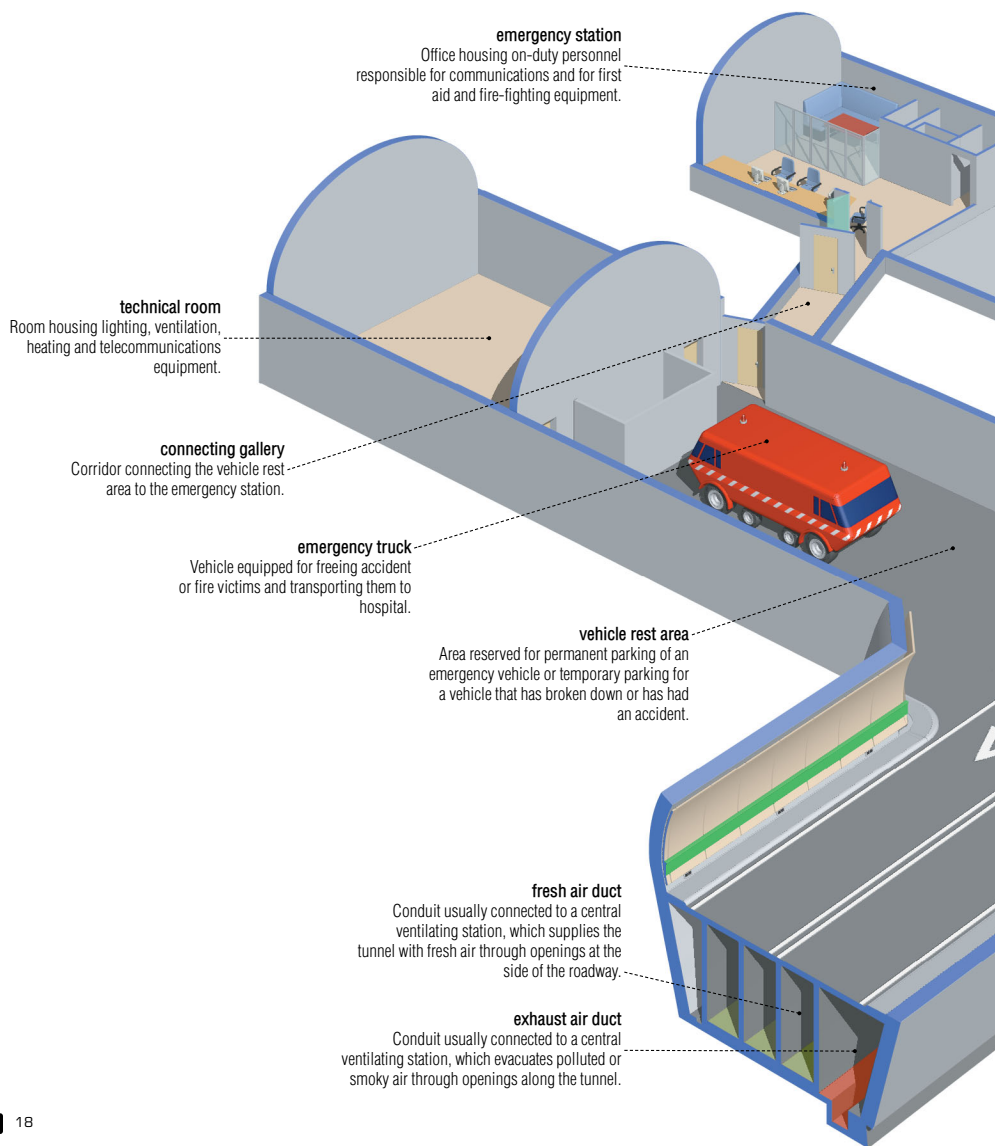 emergency station
Office housing on-duty personnel
responsible for communications and for first
aid and fire-fighting equipment.
technical room
Room housing lighting, ventilation,
heating and telecommunications
equipment.
connecting gallery
Corridor connecting the vehicle rest
area to the emergency station.
emergency truck
Vehicle equipped for freeing accident
or fire victims and transporting them to
hospital.
vehicle rest area
Area reserved for permanent parking of an
emergency vehicle or temporary parking for
a vehicle that has broken down or has had
an accident.
fresh air duct
Conduit usually connected to a central
ventilating station, which supplies the
tunnel with fresh air through openings at the
side of the roadway.
exhaust air duct
Conduit usually connected to a central
ventilating station, which evacuates polluted or
smoky air through openings along the tunnel.
18